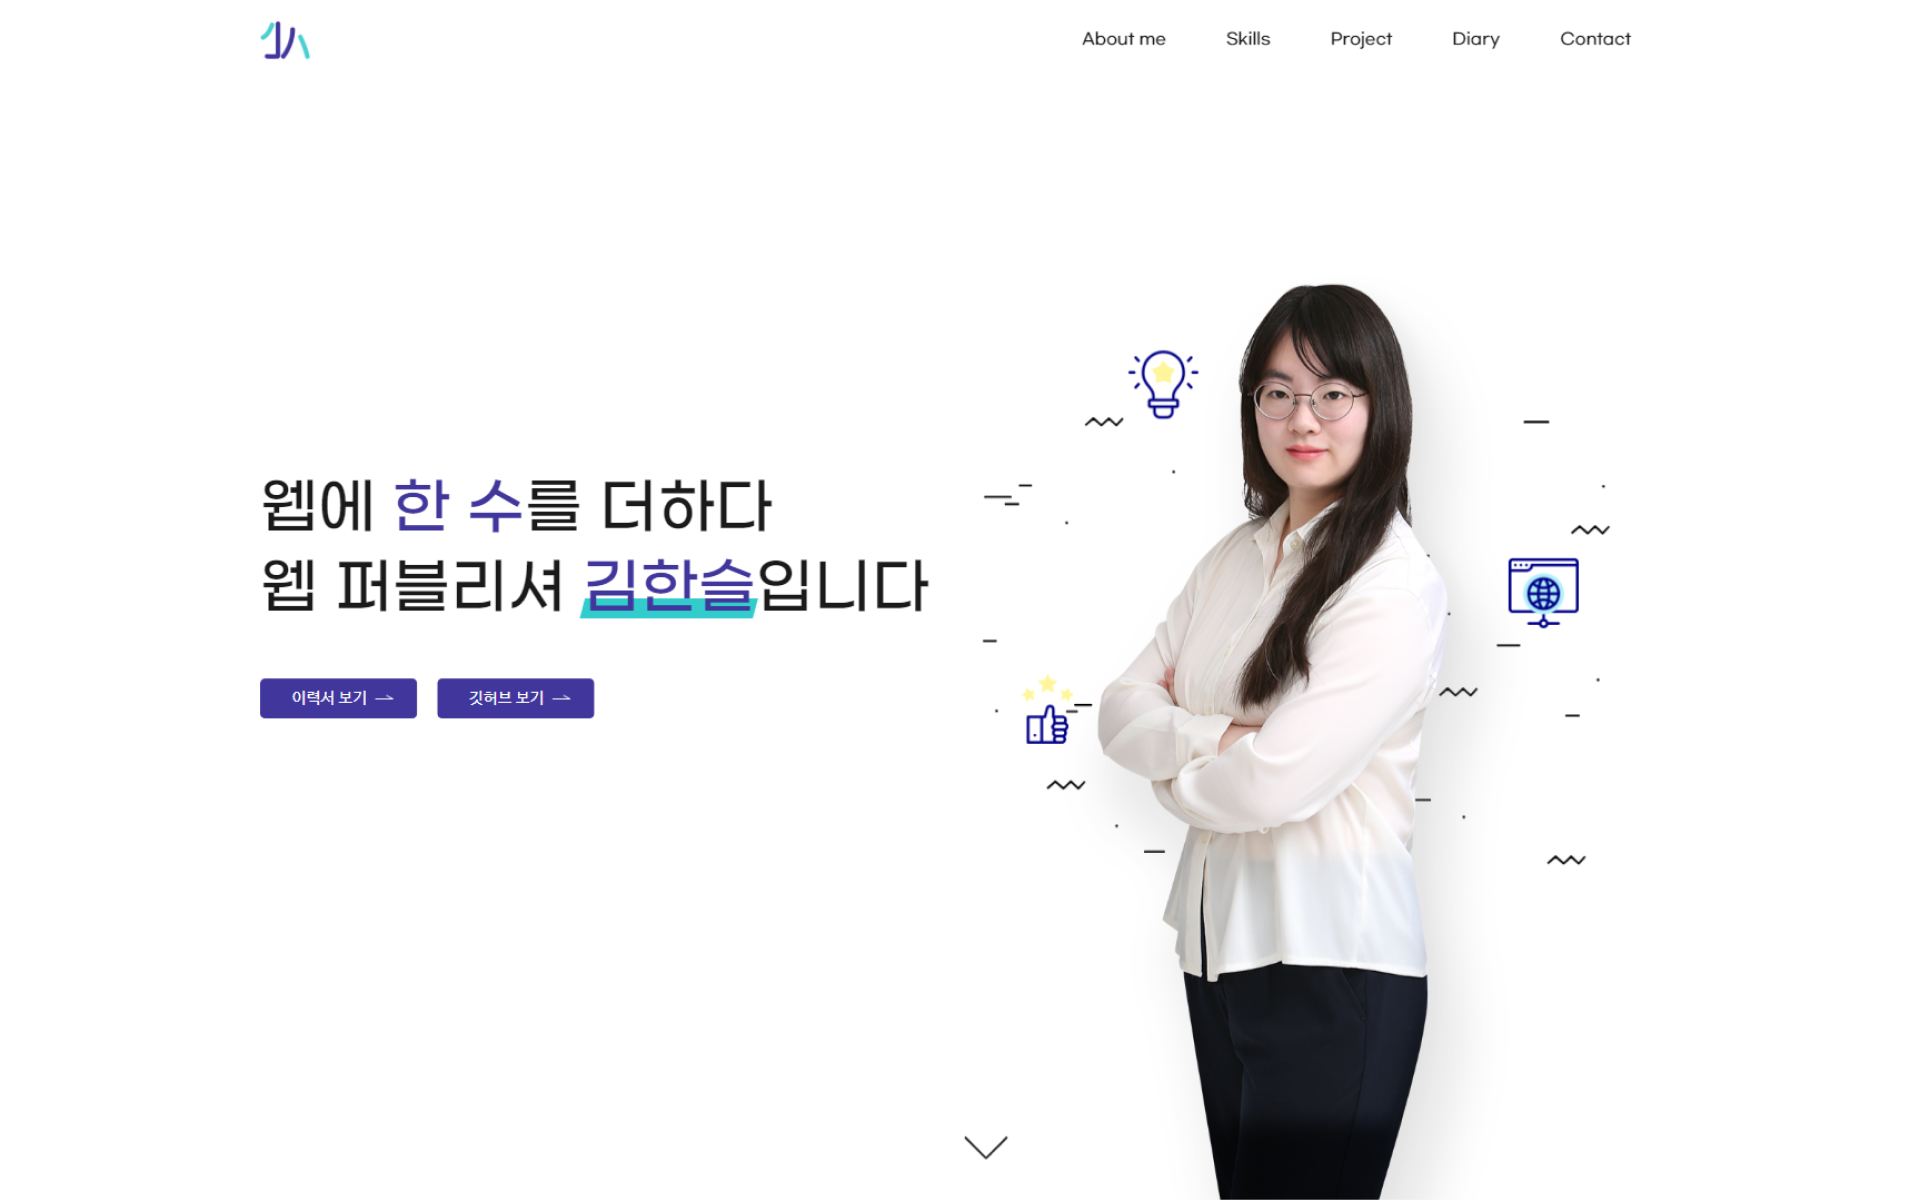 About me
Skills
Project
Diary
Contact
웹에 한 수를 더하다
웹 퍼블리셔 김한슬입니다
이력서 보기
깃허브 보기